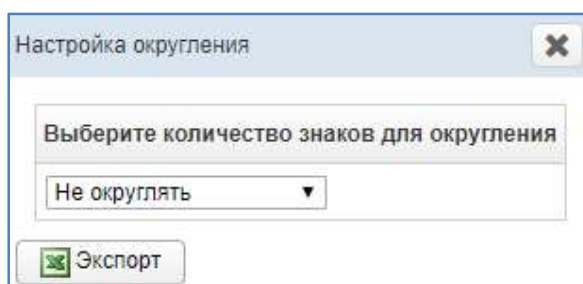 Настройка округления
Выберите количество знаков для округления
Не округлять
Экспорт